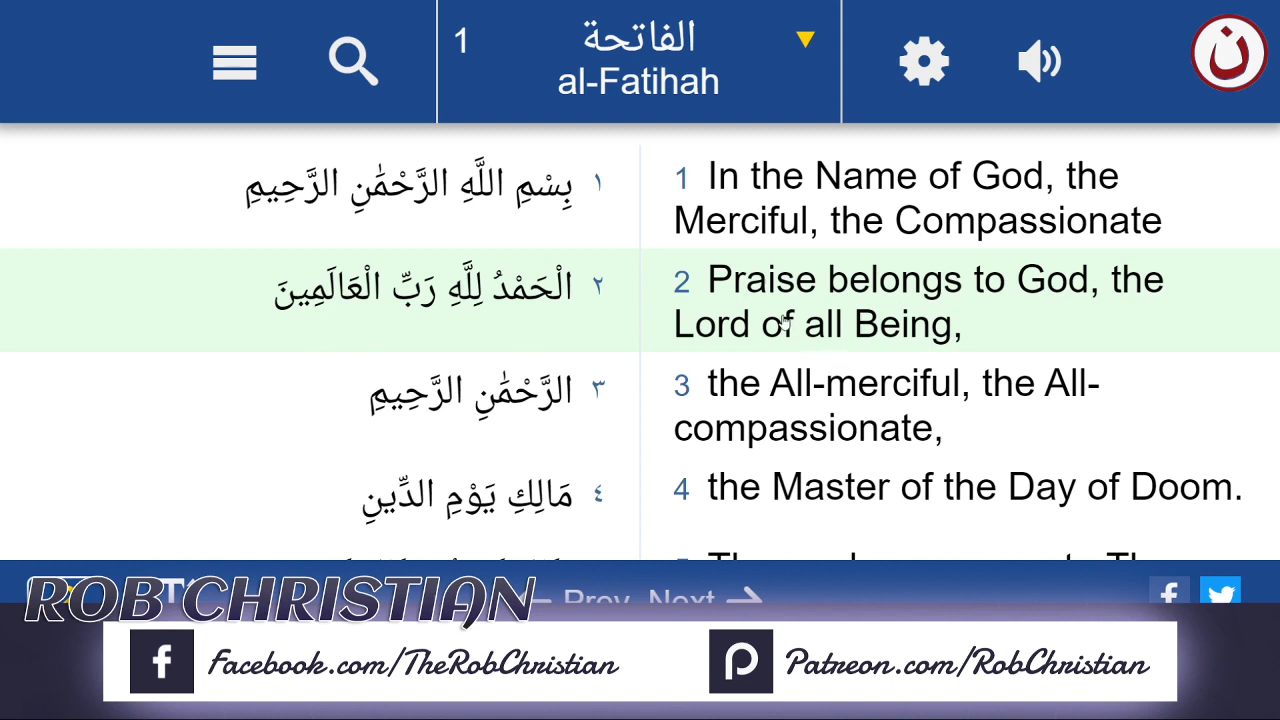 1
الفاتحة
al-Fatihah
ن
١ بِسْمِ اللَّهِ الرَّحْمَٰنِ الرَّحِيمِ
1 In the Name of God, the
Merciful, the Compassionate
٢ الْحَمْدُ لِلَّهِ رَبِّ الْعَالَمِينَ
2 Praise belongs to God, the
Lord of all Being,
٣ الرَّحْمَٰنِ الرَّحِيمِ
3 the All-merciful, the All-
compassionate,
٤ مَالِكِ يَوْمِ الدِّينِ
4 the Master of the Day of Doom.
Prev Next
ROB CHRISTIAN
Facebook.com/TheRobChristian
Patreon.com/RobChristian